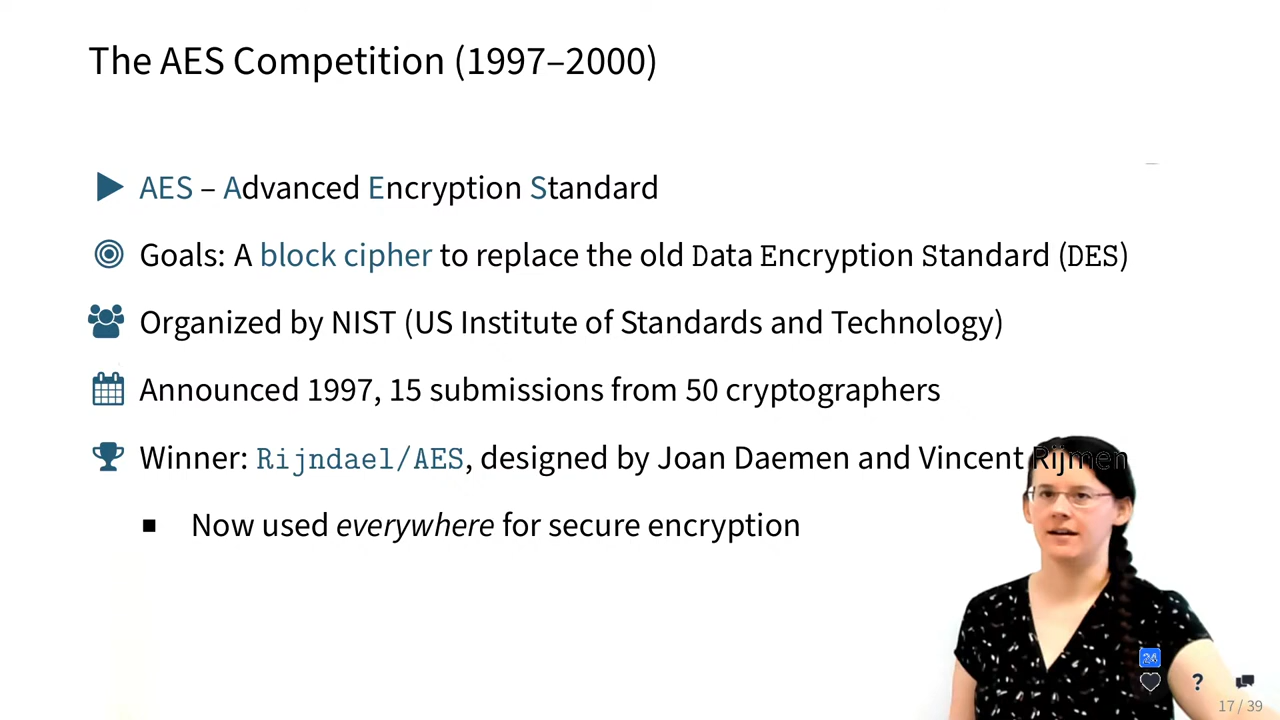 The AES Competition (1997–2000)
AES – Advanced Encryption Standard
Goals: A block cipher to replace the old Data Encryption Standard (DES)
Organized by NIST (US Institute of Standards and Technology)
Announced 1997, 15 submissions from 50 cryptographers
Winner: Rijndael/AES, designed by Joan Daemen and Vincent Rijmen
Now used everywhere for secure encryption
24
?
17 / 39